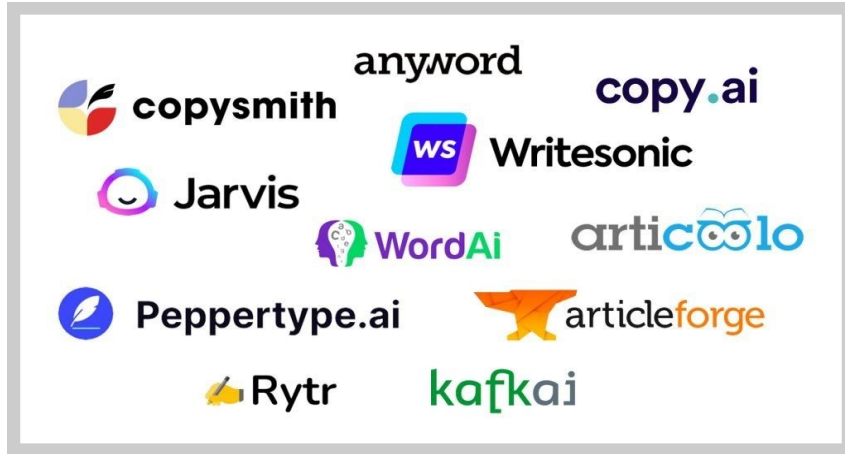 anyword
copy.ai
copysmith
ws Writesonic
Jarvis
WordAi
articoolo
Peppertype.ai
articleforge
Rytr
kafkai